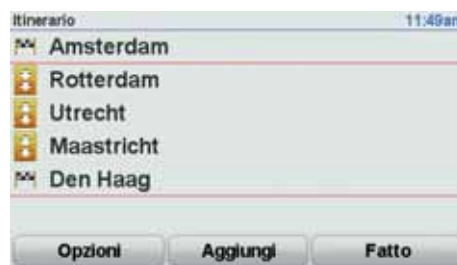 Itinerario 11:49am
Amsterdam
Rotterdam
Utrecht
Maastricht
Den Haag
Opzioni Aggiungi Fatto